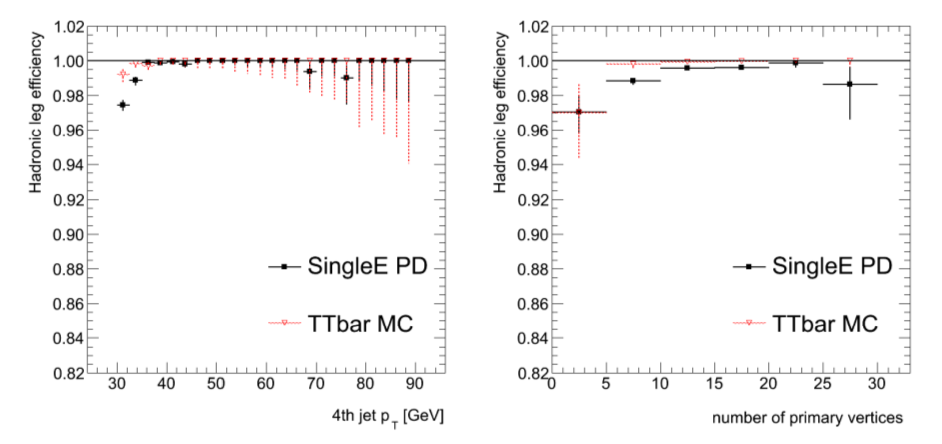 Hadronic leg efficiency
1.02
1.00
0.98
0.96
0.94
0.92
0.90
0.88
0.86
0.84
0.82
SingleE PD
TTbar MC
30 40 50 60 70 80 90
4th jet p_T [GeV]
Hadronic leg efficiency
1.02
1.00
0.98
0.96
0.94
0.92
0.90
0.88
0.86
0.84
0.82
SingleE PD
TTbar MC
0 5 10 15 20 25 30
number of primary vertices